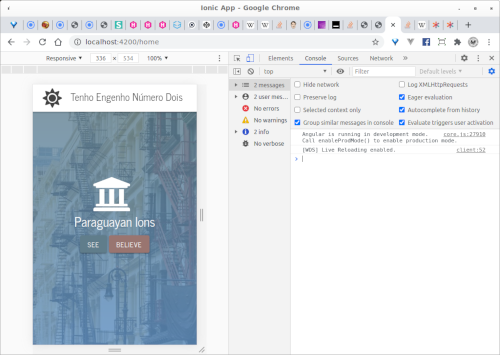 Ionic App - Google Chrome
localhost:4200/home
Responsive 336 × 534 100%
Elements Console Sources Network
top Filter Default levels
2 messages
2 user mes...
No errors
No warnings
2 info
No verbose
Hide network Log XMLHttpRequests
Preserve log Eager evaluation
Selected context only Autocomplete from history
Group similar messages in console Evaluate triggers user activation
Angular is running in development mode. core.js:27910
Call enableProdMode() to enable production mode.
[WDS] Live Reloading enabled. client:52
Tenho Engenho Número Dois
Paraguayan Ions
SEE BELIEVE